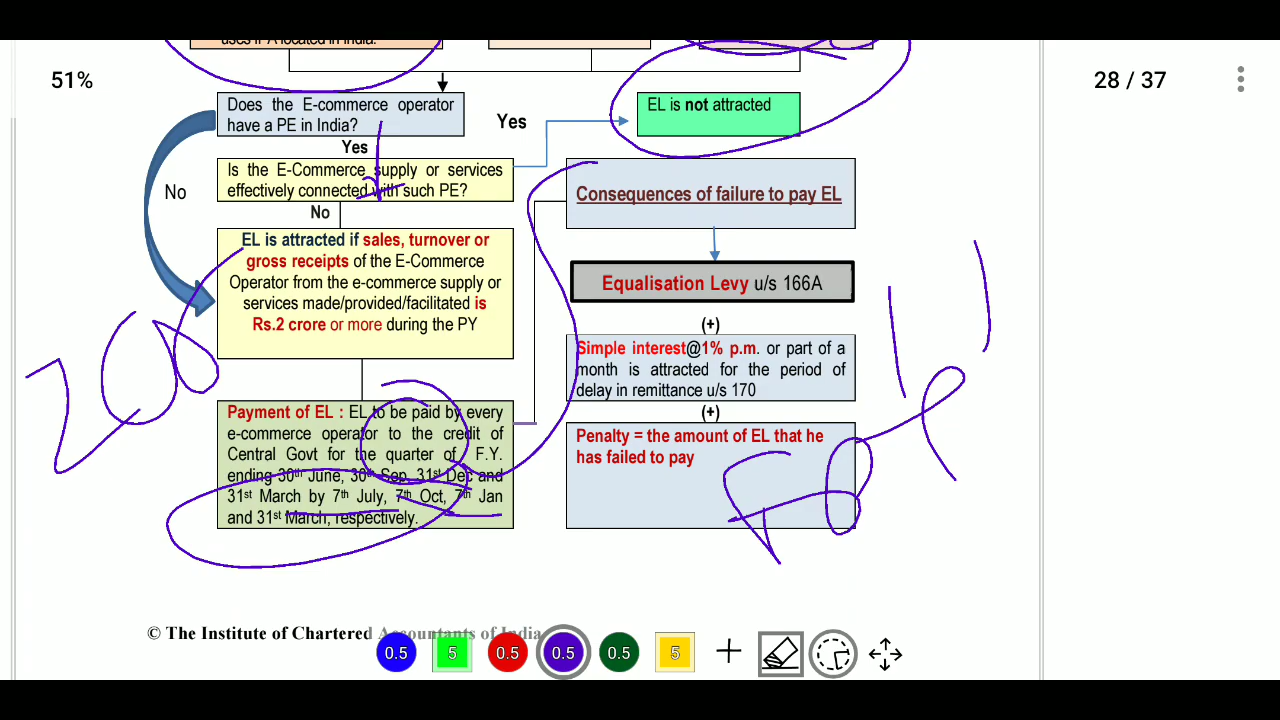 uses IPA located in India.
51%
28 / 37
Does the E-commerce operator
have a PE in India?
Yes
EL is not attracted
Yes
Is the E-Commerce supply or services
effectively connected with such PE?
No
No
Consequences of failure to pay EL
EL is attracted if sales, turnover or
gross receipts of the E-Commerce
Operator from the e-commerce supply or
services made/provided/facilitated is
Rs.2 crore or more during the PY
Equalisation Levy u/s 166A
(+)
Simple interest@1% p.m. or part of a
month is attracted for the period of
delay in remittance u/s 170
(+)
Payment of EL : EL to be paid by every
e-commerce operator to the credit of
Central Govt for the quarter of F.Y.
ending 30th June, 30th Sep, 31st Dec and
31st March by 7th July, 7th Oct, 7th Jan
and 31st March, respectively.
Penalty = the amount of EL that he
has failed to pay
© The Institute of Chartered Accountants of India
0.5
5
0.5
0.5
0.5
5